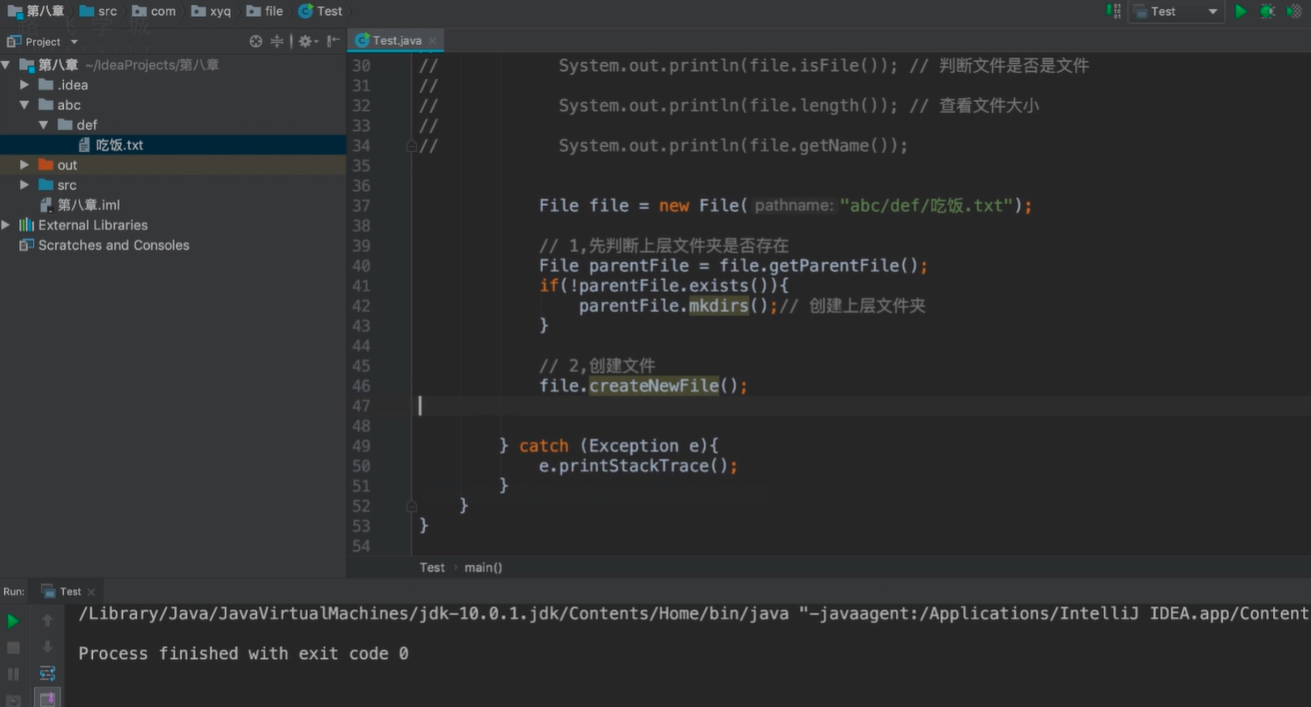 第八章 src com xyq file Test Test
Project Test.java
第八章 ~/IdeaProjects/第八章
.idea
abc
def
吃饭.txt
out
src
第八章.iml
External Libraries
Scratches and Consoles
30 // System.out.println(file.isFile()); // 判断文件是否是文件
31 //
32 // System.out.println(file.length()); // 查看文件大小
33 //
34 // System.out.println(file.getName());
35
36
37 File file = new File( pathname: "abc/def/吃饭.txt");
38
39 // 1,先判断上层文件夹是否存在
40 File parentFile = file.getParentFile();
41 if(!parentFile.exists()){
42 parentFile.mkdirs();// 创建上层文件夹
43 }
44
45 // 2,创建文件
46 file.createNewFile();
47
48
49 } catch (Exception e){
50 e.printStackTrace();
51 }
52 }
53 }
54
Test main()
Run: Test
/Library/Java/JavaVirtualMachines/jdk-10.0.1.jdk/Contents/Home/bin/java "-javaagent:/Applications/IntelliJ IDEA.app/Content
Process finished with exit code 0